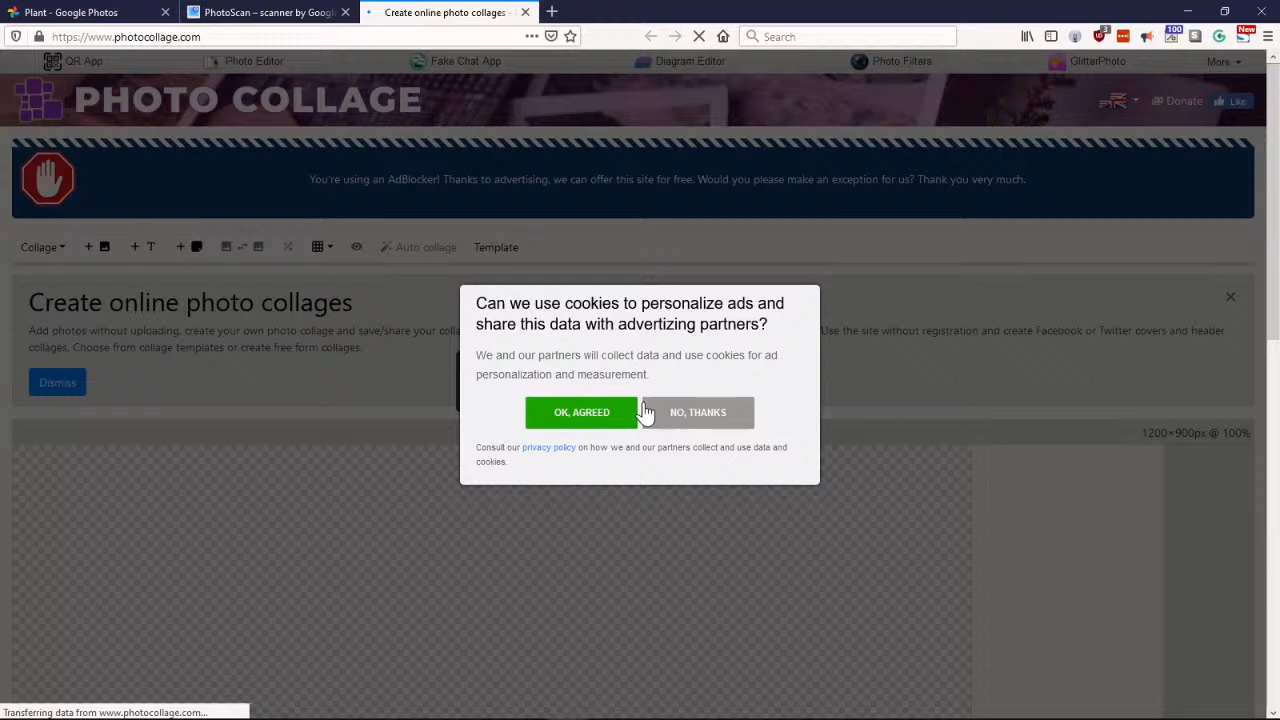 Plant - Google Photos
PhotoScan – scanner by Google
Create online photo collages -
https://www.photocollage.com
Search
3
100
New
QR App
Photo Editor
Fake Chat App
Diagram Editor
Photo Filters
GlitterPhoto
More
PHOTO COLLAGE
Donate
Like
You're using an AdBlocker! Thanks to advertising, we can offer this site for free. Would you please make an exception for us? Thank you very much.
Collage
+
+ T
+
Auto collage
Template
Create online photo collages
Add photos without uploading, create your own photo collage and save/share your colla
Use the site without registration and create Facebook or Twitter covers and header
collages. Choose from collage templates or create free form collages.
Dismiss
Can we use cookies to personalize ads and
share this data with advertizing partners?
We and our partners will collect data and use cookies for ad
personalization and measurement.
OK, AGREED
NO, THANKS
Consult our privacy policy on how we and our partners collect and use data and
cookies.
1200×900px @ 100%
Transferring data from www.photocollage.com...